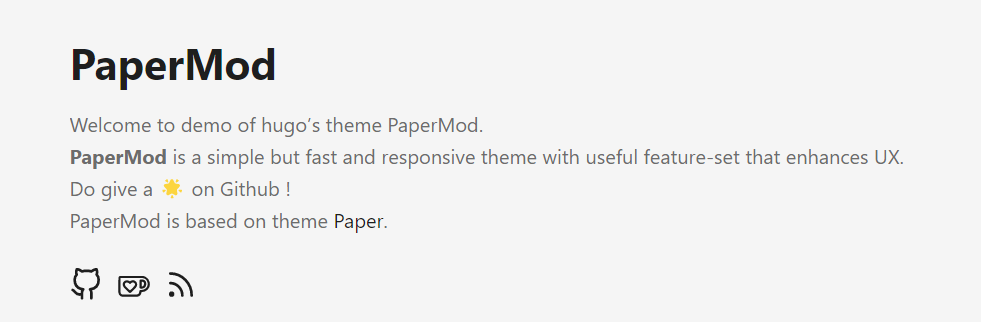 PaperMod
Welcome to demo of hugo’s theme PaperMod.
PaperMod is a simple but fast and responsive theme with useful feature-set that enhances UX.
Do give a 🌟 on Github !
PaperMod is based on theme Paper.